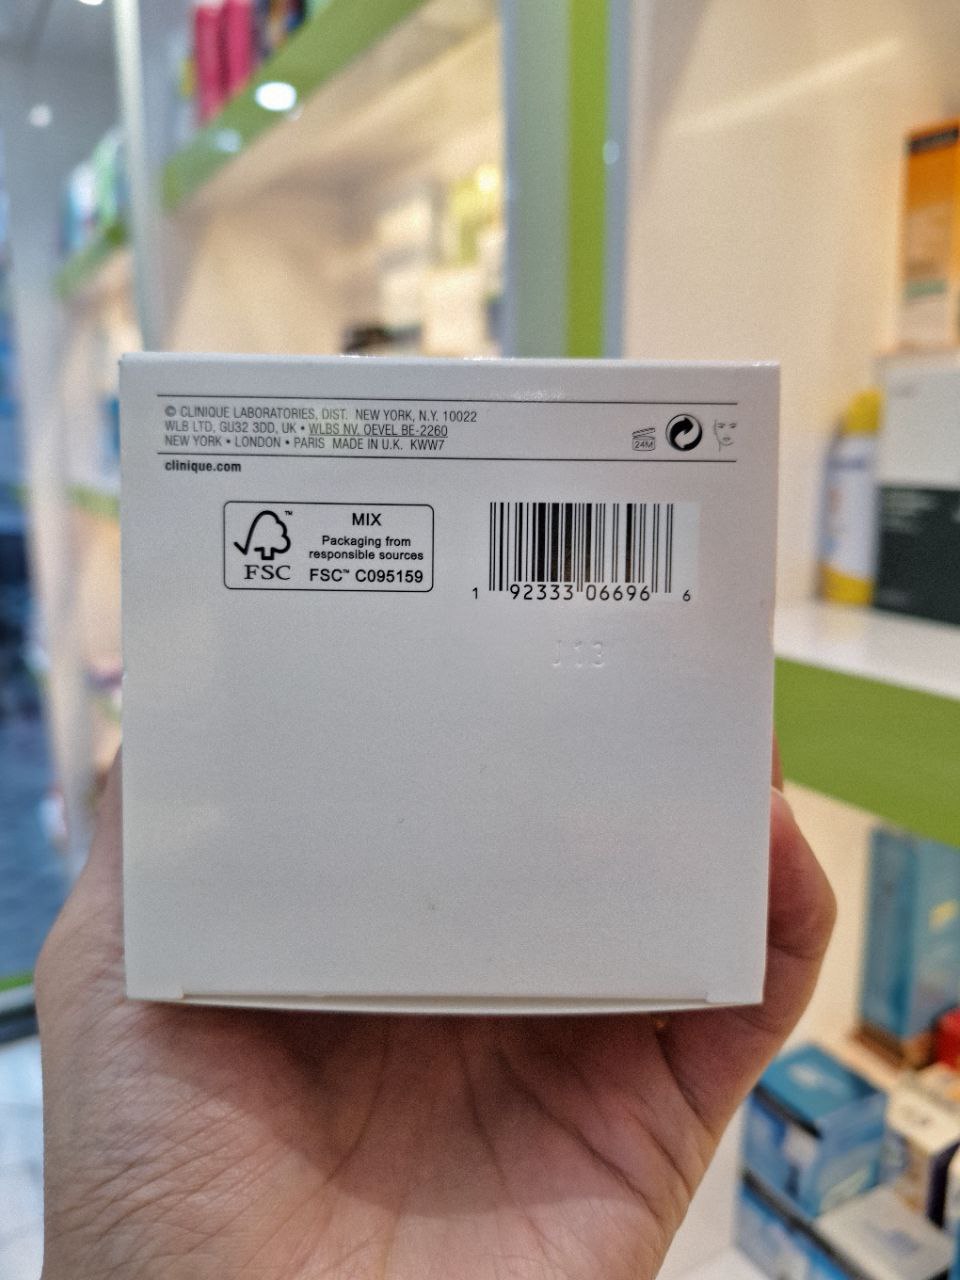 © CLINIQUE LABORATORIES, DIST. NEW YORK, N.Y. 10022
WLB LTD, GU32 3DD, UK • WLBS NV, OEVEL BE-2260
NEW YORK • LONDON • PARIS MADE IN U.K. KWW7
24M
clinique.com
FSC™
MIX
Packaging from
responsible sources
FSC™ C095159
1 92333 06696 6
J13